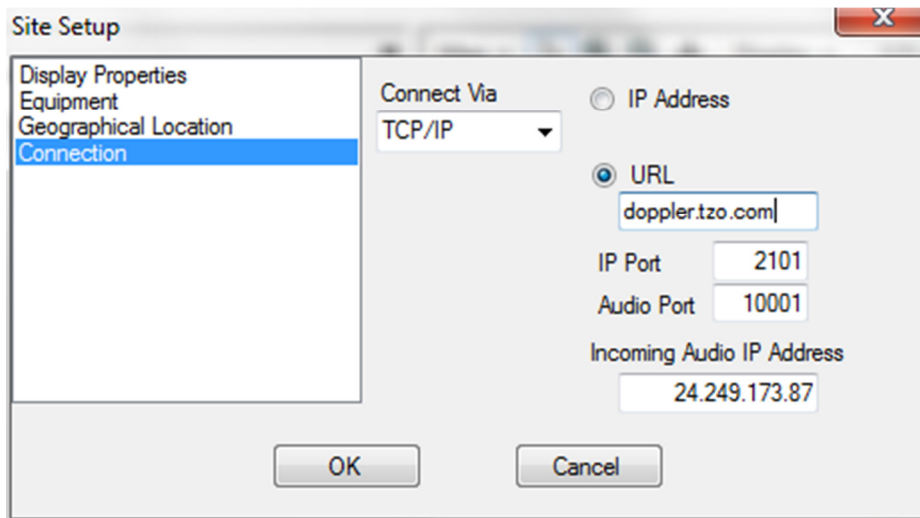 Site Setup
X
Display Properties
Equipment
Geographical Location
Connection
Connect Via
TCP/IP
IP Address
URL
doppler.tzo.com
IP Port 2101
Audio Port 10001
Incoming Audio IP Address
24.249.173.87
OK Cancel